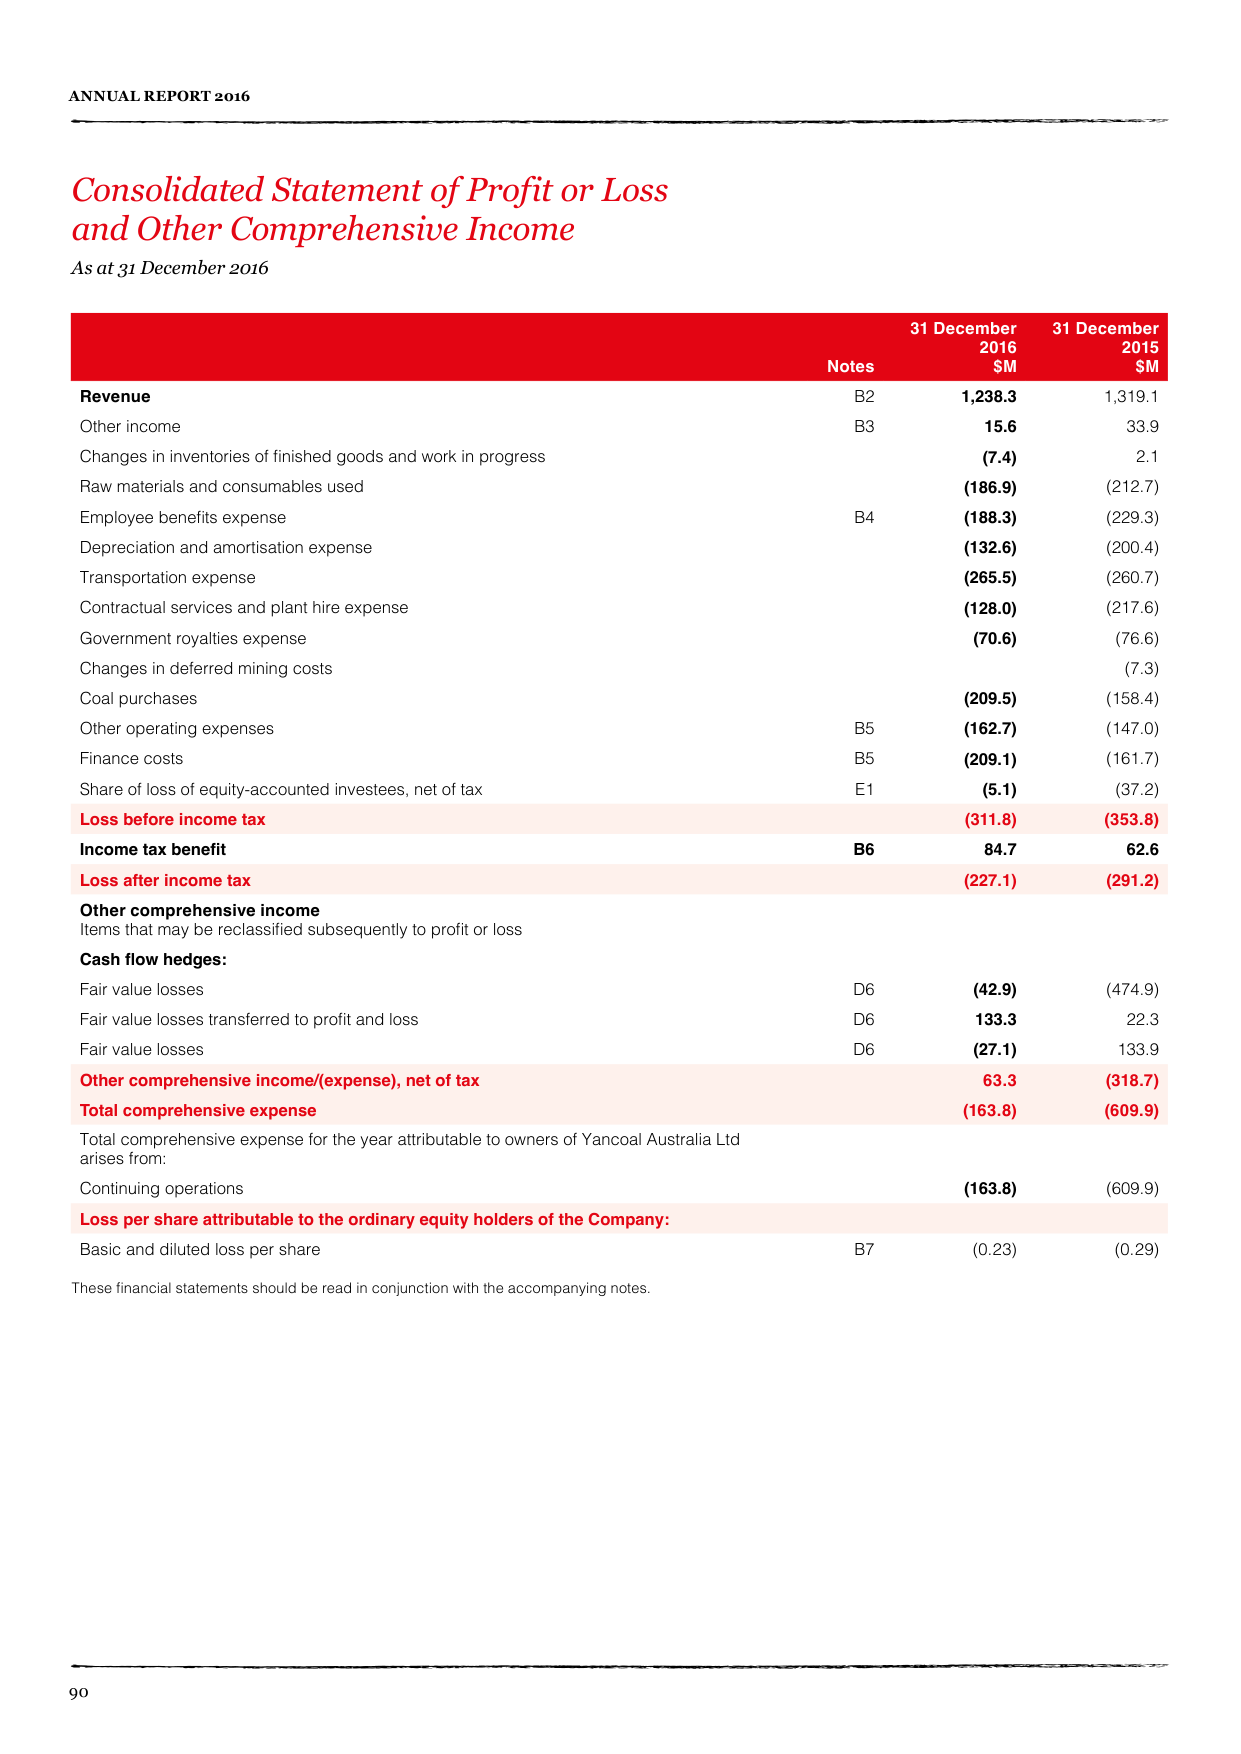 ANNUAL REPORT 2016
Consolidated Statement of Profit or Loss
and Other Comprehensive Income
As at 31 December 2016
Notes 31 December 2016 $M 31 December 2015 $M
Revenue B2 1,238.3 1,319.1
Other income B3 15.6 33.9
Changes in inventories of finished goods and work in progress (7.4) 2.1
Raw materials and consumables used (186.9) (212.7)
Employee benefits expense B4 (188.3) (229.3)
Depreciation and amortisation expense (132.6) (200.4)
Transportation expense (265.5) (260.7)
Contractual services and plant hire expense (128.0) (217.6)
Government royalties expense (70.6) (76.6)
Changes in deferred mining costs (7.3)
Coal purchases (209.5) (158.4)
Other operating expenses B5 (162.7) (147.0)
Finance costs B5 (209.1) (161.7)
Share of loss of equity-accounted investees, net of tax E1 (5.1) (37.2)
Loss before income tax (311.8) (353.8)
Income tax benefit B6 84.7 62.6
Loss after income tax (227.1) (291.2)
Other comprehensive income
Items that may be reclassified subsequently to profit or loss
Cash flow hedges:
Fair value losses D6 (42.9) (474.9)
Fair value losses transferred to profit and loss D6 133.3 22.3
Fair value losses D6 (27.1) 133.9
Other comprehensive income/(expense), net of tax 63.3 (318.7)
Total comprehensive expense (163.8) (609.9)
Total comprehensive expense for the year attributable to owners of Yancoal Australia Ltd
arises from:
Continuing operations (163.8) (609.9)
Loss per share attributable to the ordinary equity holders of the Company:
Basic and diluted loss per share B7 (0.23) (0.29)
These financial statements should be read in conjunction with the accompanying notes.
90